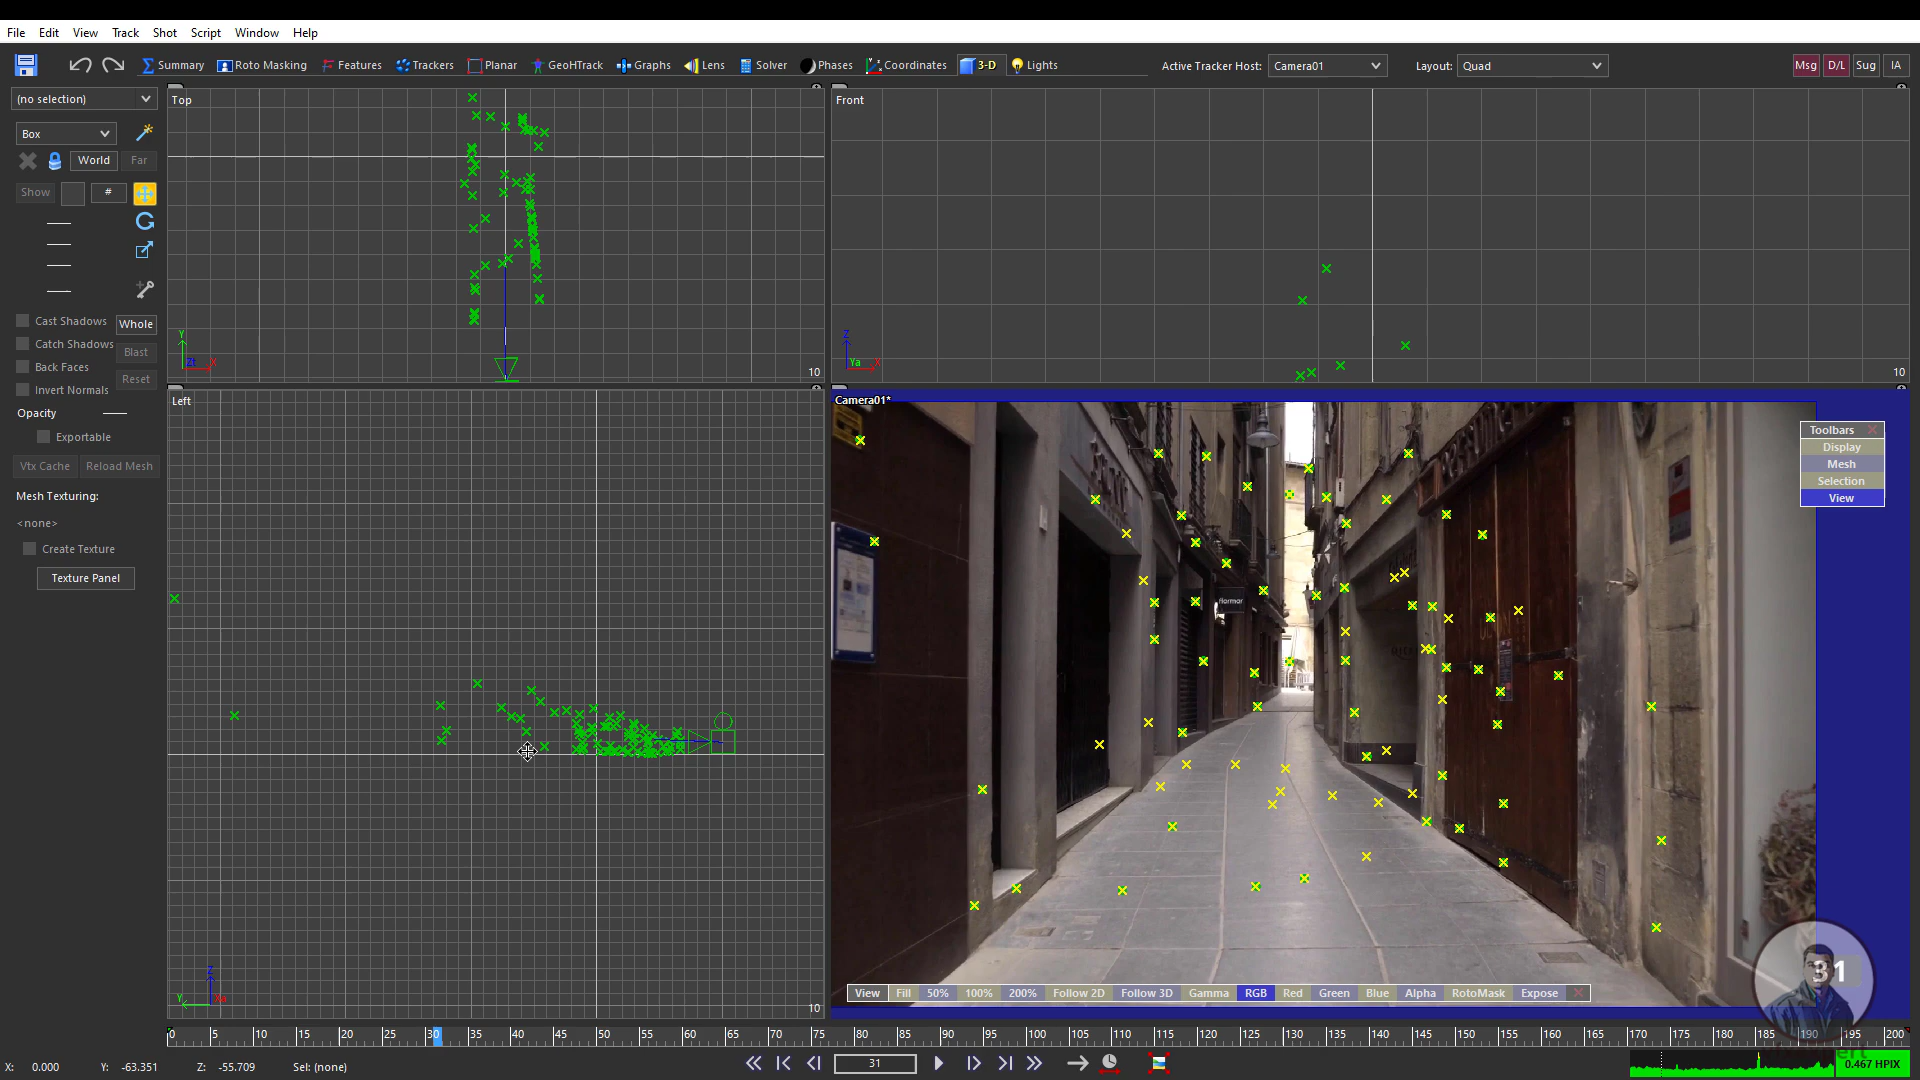 File Edit View Track Shot Script Window Help
Summary Roto Masking Features Trackers Planar GeoHTrack Graphs Lens Solver Phases Coordinates 3-D Lights Active Tracker Host: Camera01 Layout: Quad Msg D/L Sug IA
(no selection)
Box
World Far
Show #
Cast Shadows Whole
Catch Shadows
Blast
Back Faces
Reset
Invert Normals
Opacity
Exportable
Vtx Cache Reload Mesh
Mesh Texturing:
<none>
Create Texture
Texture Panel
Top
Y
X
10
Front
Z
Ya X
10
Left
Z
Y
10
Camera01*
Toolbars
Display
Mesh
Selection
View
Hormar
View Fill 50% 100% 200% Follow 2D Follow 3D Gamma RGB Red Green Blue Alpha RotoMask Expose
31
0 5 10 15 20 25 30 35 40 45 50 55 60 65 70 75 80 85 90 95 100 105 110 115 120 125 130 135 140 145 150 155 160 165 170 175 180 185 190 195 200
X: 0.000 Y: -63.351 Z: -55.709 Sel: (none)
31
0.467 HPIX